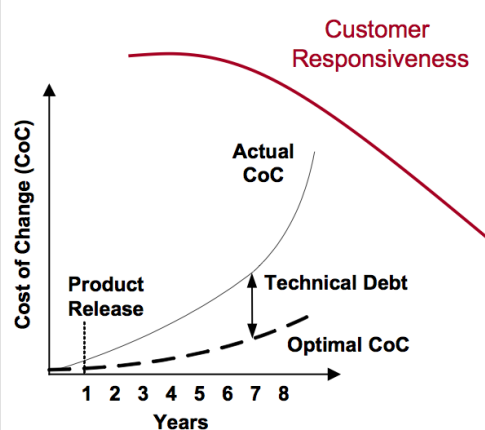 Customer
Responsiveness
Actual
CoC
Cost of Change (CoC)
Product
Release
Technical Debt
Optimal CoC
1 2 3 4 5 6 7 8
Years